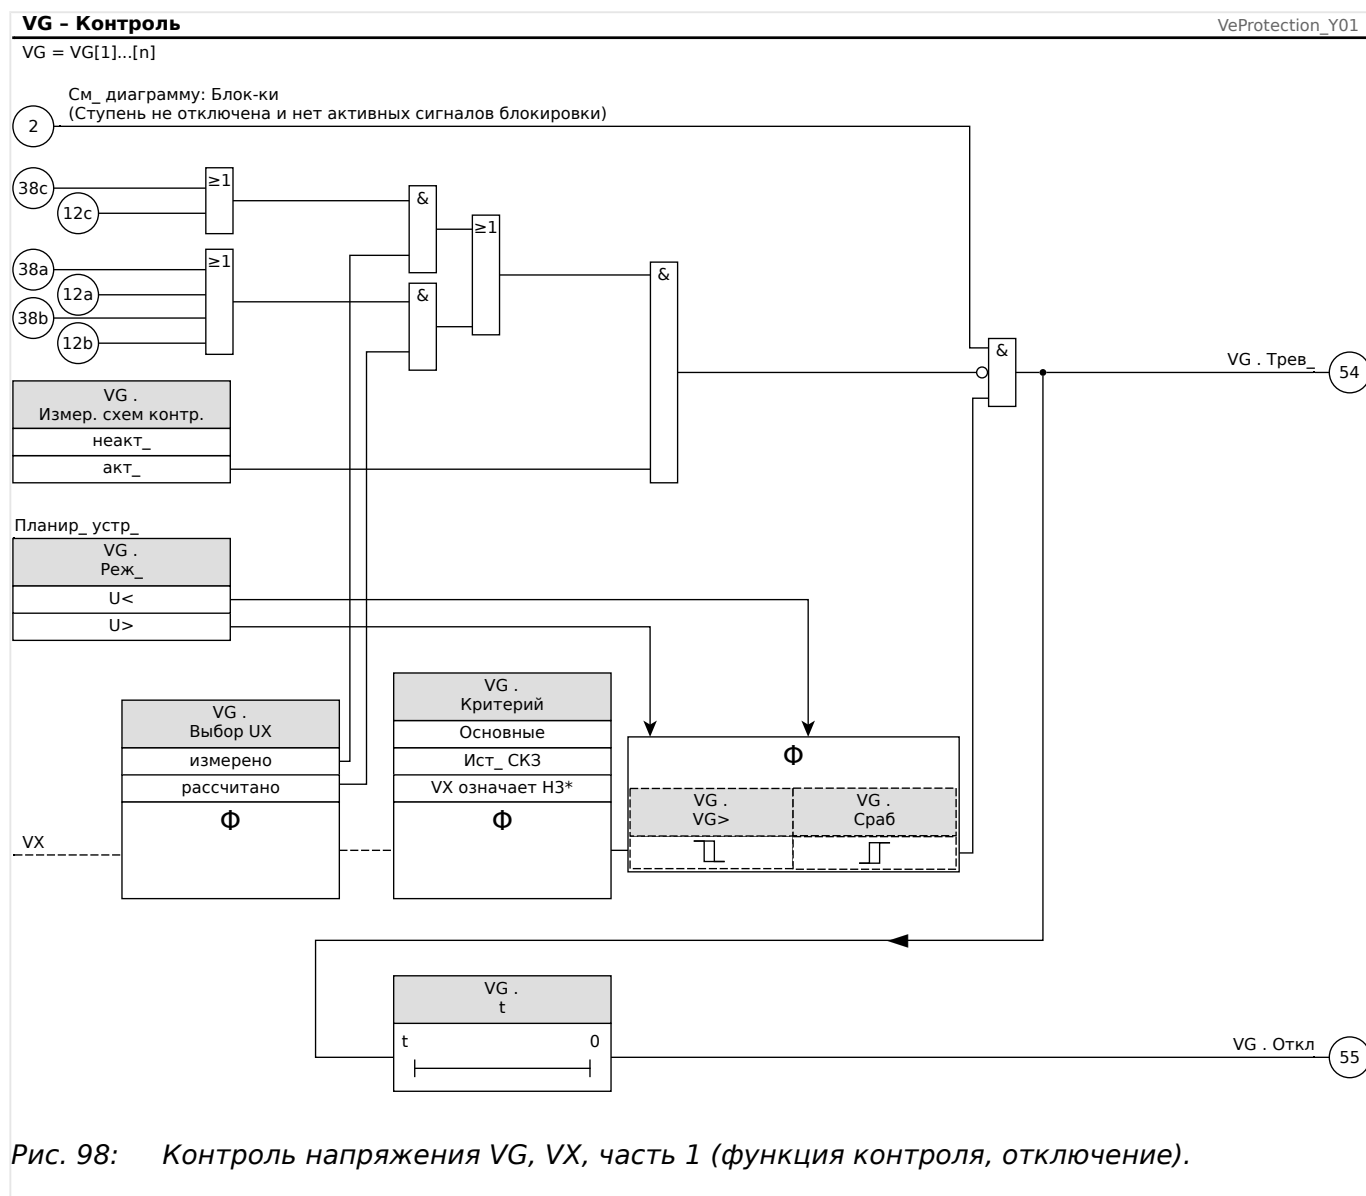 VG – Контроль
VeProtection_Y01
VG = VG[1]...[n]
См_ диаграмму: Блок-ки
(Ступень не отключена и нет активных сигналов блокировки)
2
38c
≥1
12c
&
≥1
38a
≥1
12a
38b
12b
&
&
&
VG . Трев_
54
VG .
Измер. схем контр.
неакт_
акт_
Планир_ устр_
VG .
Реж_
U<
U>
VG .
Выбор UX
измерено
рассчитано
Φ
VX
VG .
Критерий
Основные
Ист_ СКЗ
VX означает H3*
Φ
Φ
VG .
VG>
VG .
Сраб
VG .
t
t
0
VG . Откл
55
Рис. 98: Контроль напряжения VG, VX, часть 1 (функция контроля, отключение).